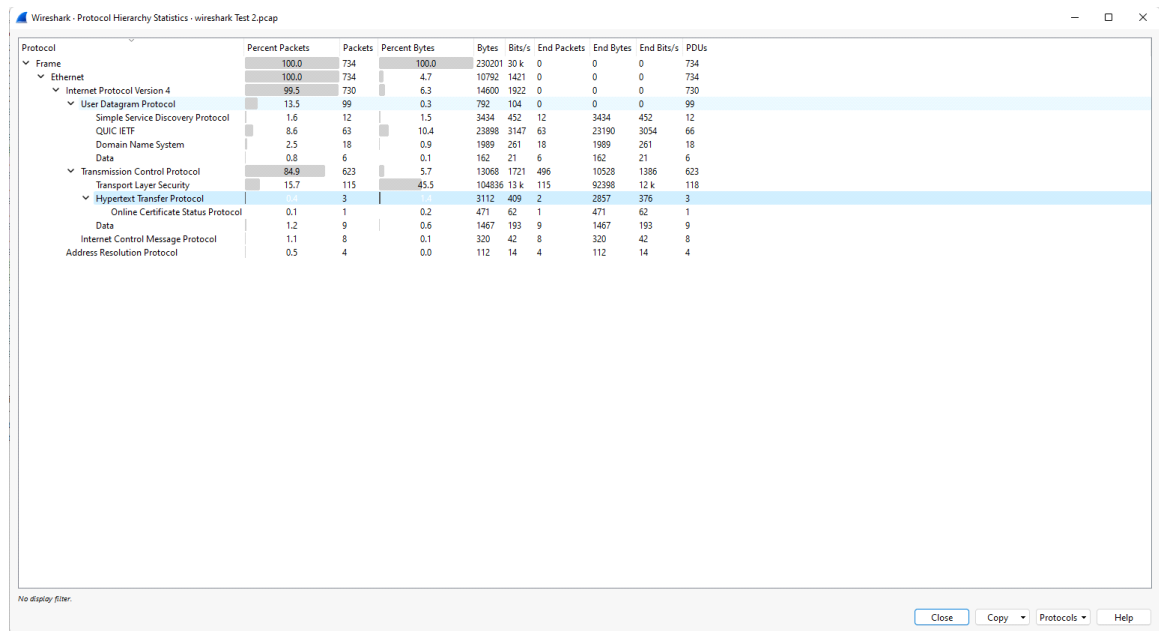 Wireshark · Protocol Hierarchy Statistics · wireshark Test 2.pcap
Protocol Percent Packets Packets Percent Bytes Bytes Bits/s End Packets End Bytes End Bits/s PDUs
Frame 100.0 734 100.0 230201 30 k 0 0 0 734
Ethernet 100.0 734 4.7 10792 1421 0 0 0 734
Internet Protocol Version 4 99.5 730 6.3 14600 1922 0 0 0 730
User Datagram Protocol 13.5 99 0.3 792 104 0 0 0 99
Simple Service Discovery Protocol 1.6 12 1.5 3434 452 12 3434 452 12
QUIC IETF 8.6 63 10.4 23898 3147 63 23190 3054 66
Domain Name System 2.5 18 0.9 1989 261 18 1989 261 18
Data 0.8 6 0.1 162 21 6 162 21 6
Transmission Control Protocol 84.9 623 5.7 13068 1721 496 10528 1386 623
Transport Layer Security 15.7 115 45.5 104836 13 k 115 92398 12 k 118
Hypertext Transfer Protocol 0.4 3 1.4 3112 409 2 2857 376 3
Online Certificate Status Protocol 0.1 1 0.2 471 62 1 471 62 1
Data 1.2 9 0.6 1467 193 9 1467 193 9
Internet Control Message Protocol 1.1 8 0.1 320 42 8 320 42 8
Address Resolution Protocol 0.5 4 0.0 112 14 4 112 14 4
No display filter.
Close Copy Protocols Help